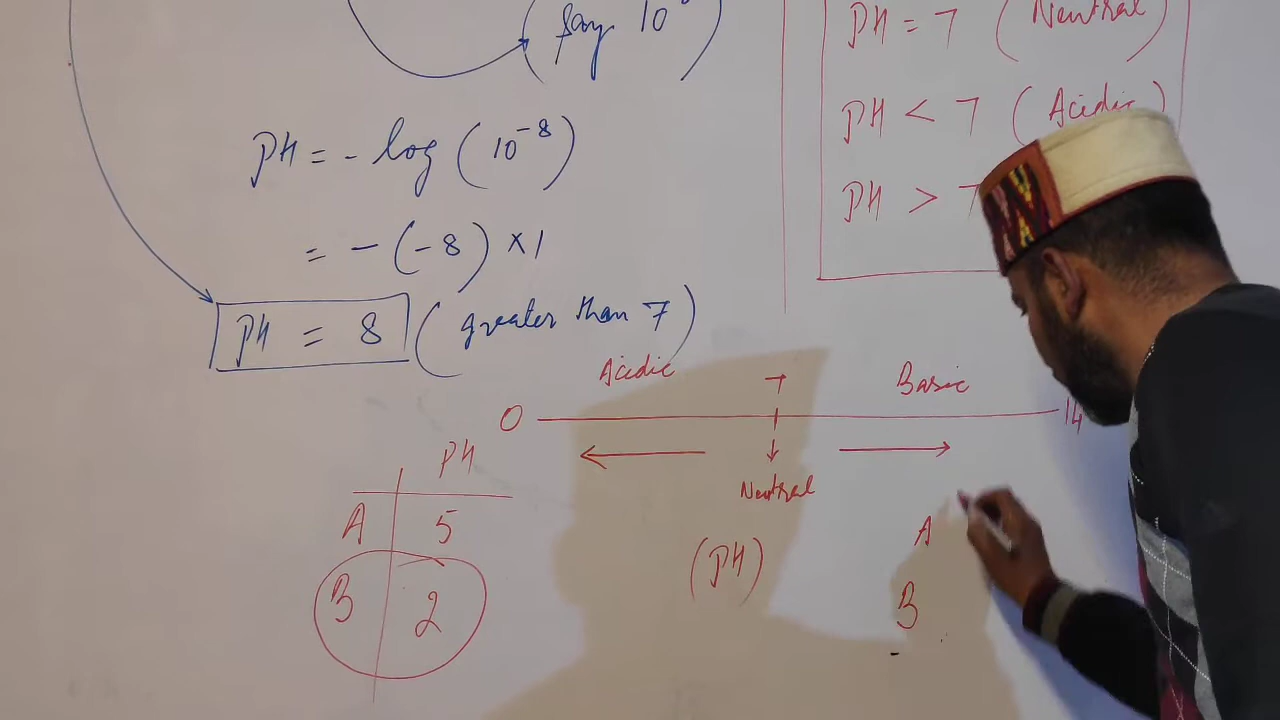 (say 10
PH = - log (10⁻⁸)
= - (-8) × 1
PH = 8 (greater than 7)
PH = 7 (Neutral)
PH < 7 (Acidic)
PH > 7
Acidic 7 Basic
0 14
Neutral
PH
A 5
B 2
(PH)
A
B